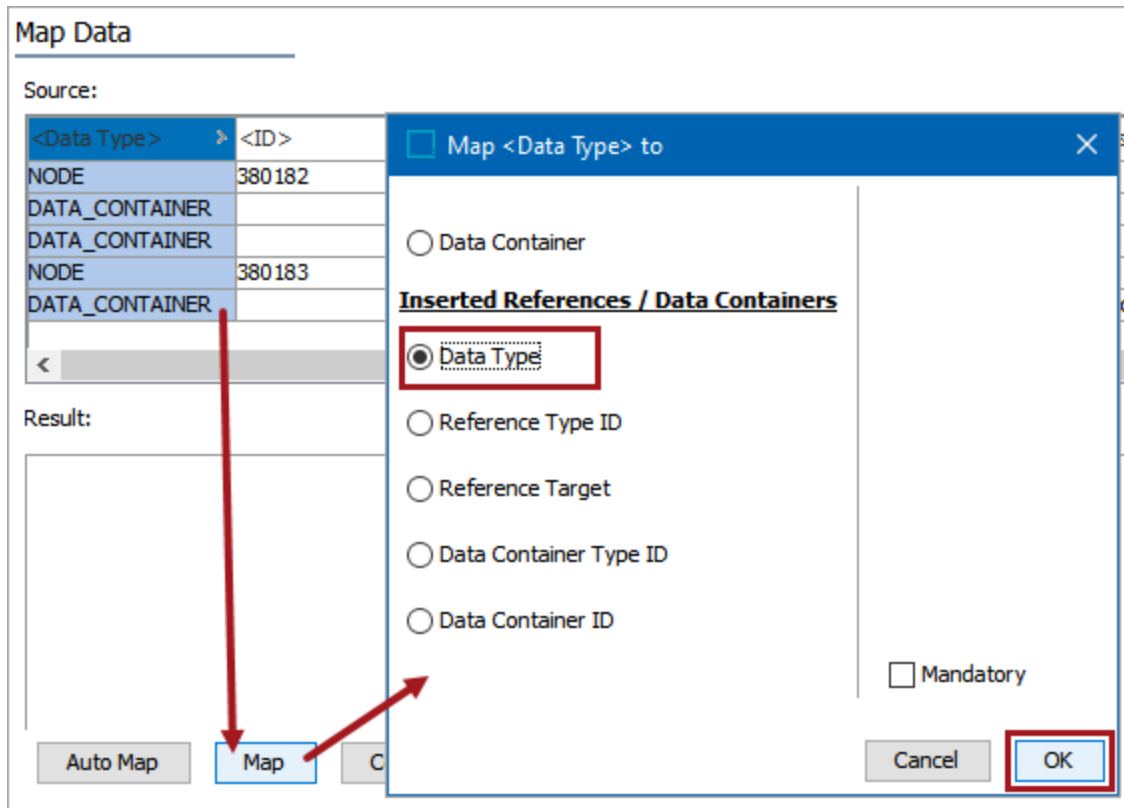 Map Data
Source:
<Data Type> <ID>
NODE 380182
DATA_CONTAINER
DATA_CONTAINER
NODE 380183
DATA_CONTAINER
Result:
Auto Map Map
Map <Data Type> to
Data Container
Inserted References / Data Containers
Data Type
Reference Type ID
Reference Target
Data Container Type ID
Data Container ID
Mandatory
Cancel OK